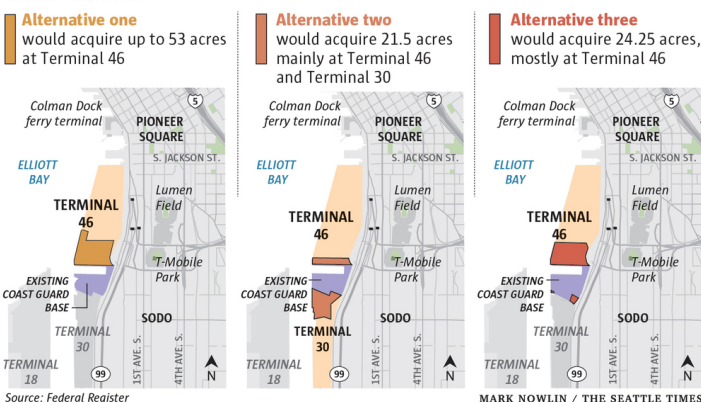 Alternative one
would acquire up to 53 acres
at Terminal 46
Colman Dock
ferry terminal
5
PIONEER
SQUARE
S. JACKSON ST.
ELLIOTT
BAY
Lumen
Field
TERMINAL
46
T-Mobile
Park
EXISTING
COAST GUARD
BASE
SODO
TERMINAL
30
TERMINAL
18
99
1ST AVE. S.
4TH AVE. S.
N
Alternative two
would acquire 21.5 acres
mainly at Terminal 46
and Terminal 30
Colman Dock
ferry terminal
5
PIONEER
SQUARE
S. JACKSON ST.
ELLIOTT
BAY
Lumen
Field
TERMINAL
46
T-Mobile
Park
EXISTING
COAST GUARD
BASE
SODO
TERMINAL
30
TERMINAL
18
99
1ST AVE. S.
4TH AVE. S.
N
Alternative three
would acquire 24.25 acres,
mostly at Terminal 46
Colman Dock
ferry terminal
5
PIONEER
SQUARE
S. JACKSON ST.
ELLIOTT
BAY
Lumen
Field
TERMINAL
46
T-Mobile
Park
EXISTING
COAST GUARD
BASE
SODO
TERMINAL
30
TERMINAL
18
99
1ST AVE. S.
4TH AVE. S.
N
Source: Federal Register
MARK NOWLIN / THE SEATTLE TIMES